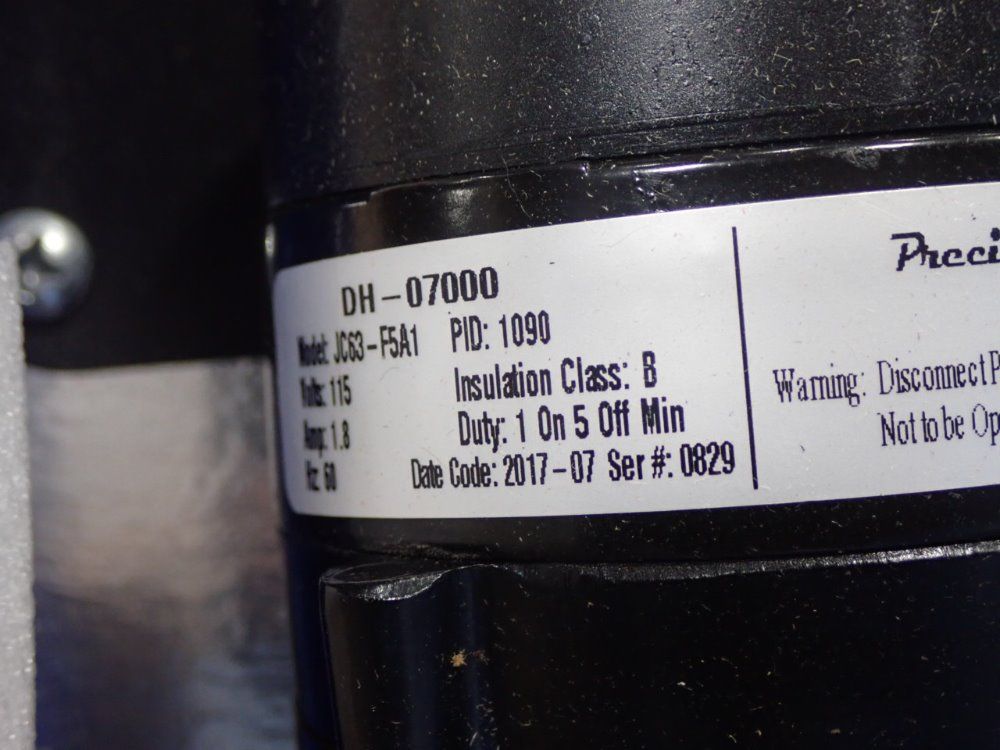 DH-07000
Model: JC63-F5A1 PID: 1090
Volts: 115 Insulation Class: B
Amp: 1.8 Duty: 1 On 5 Off Min
Hz: 60 Date Code: 2017-07 Ser #: 0829
Preci
Warning: Disconnect P
Not to be Op